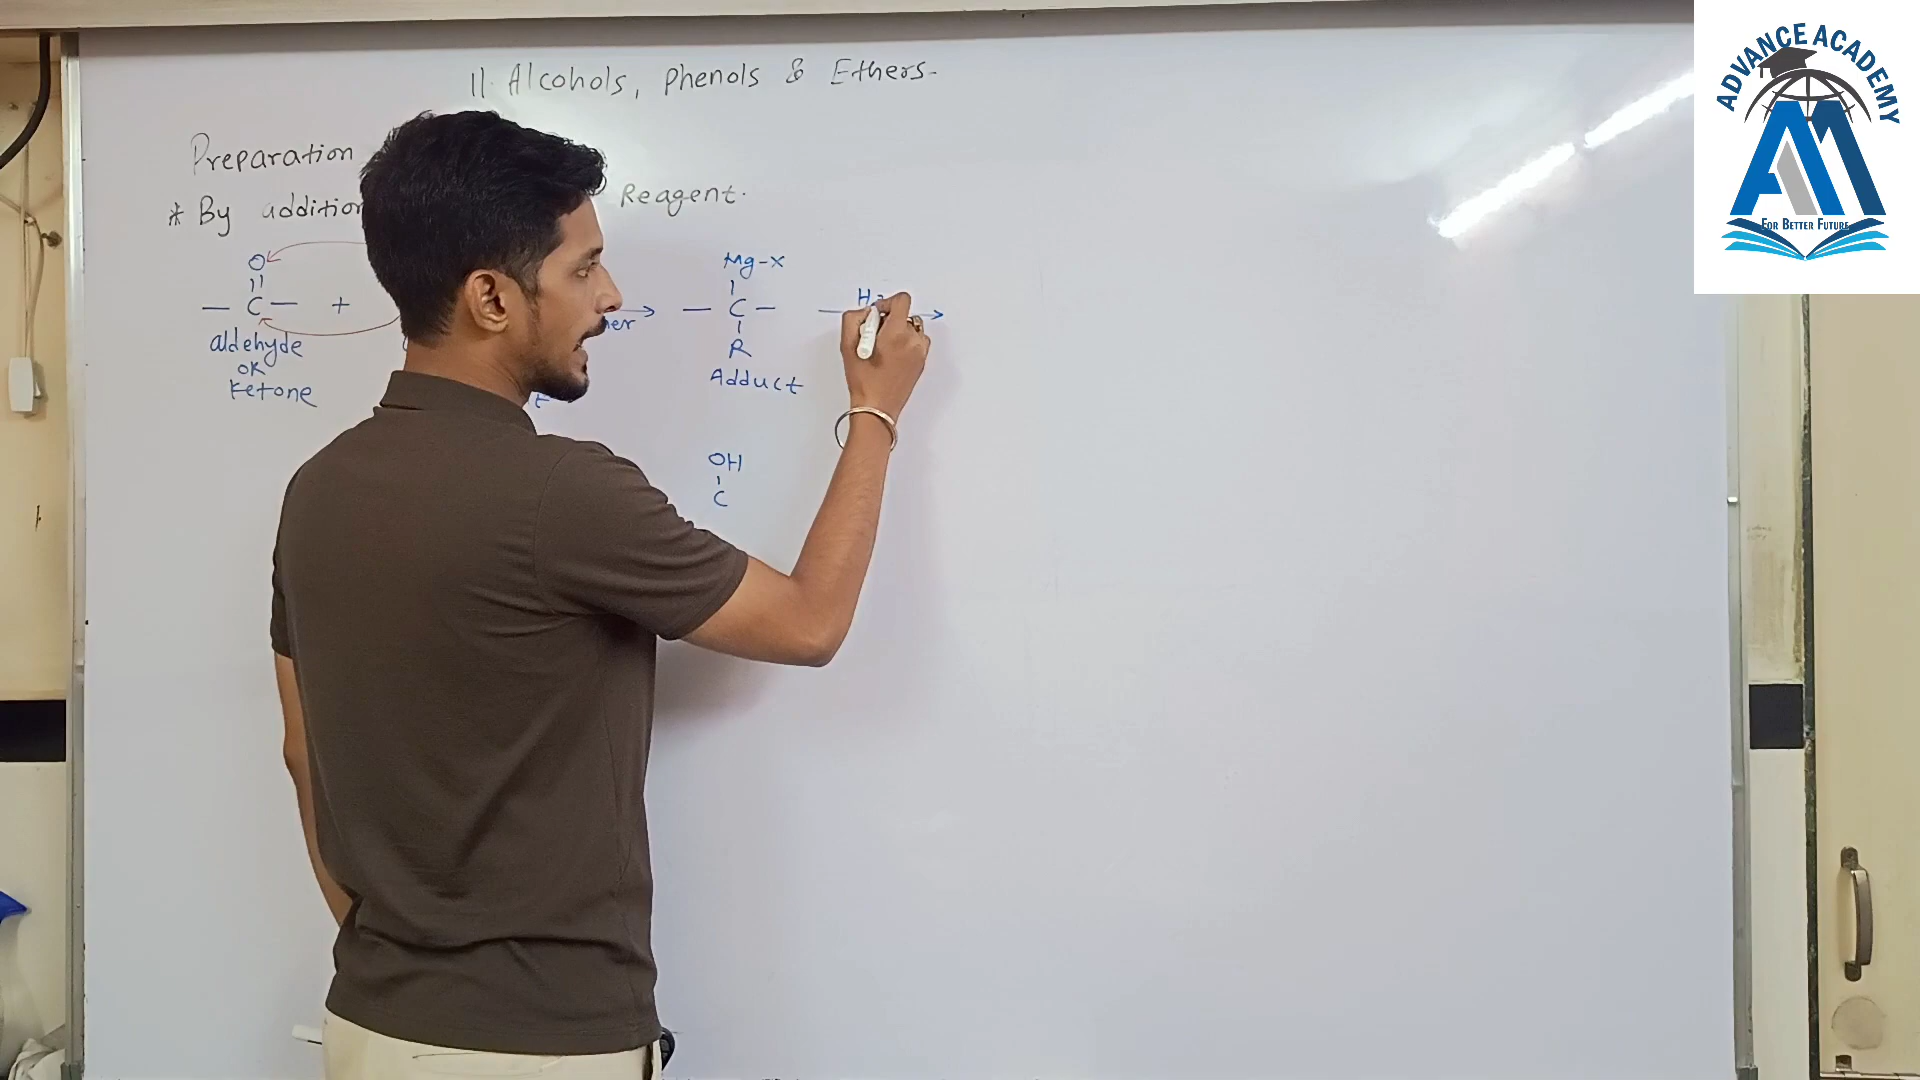 11. Alcohols, Phenols & Ethers.
Preparation
* By addition Reagent.
O Mg-x
||
— C — + — C — H
aldehyde R
OR Adduct
ketone
OH
C
ADVANCE ACADEMY
FOR BETTER FUTURE